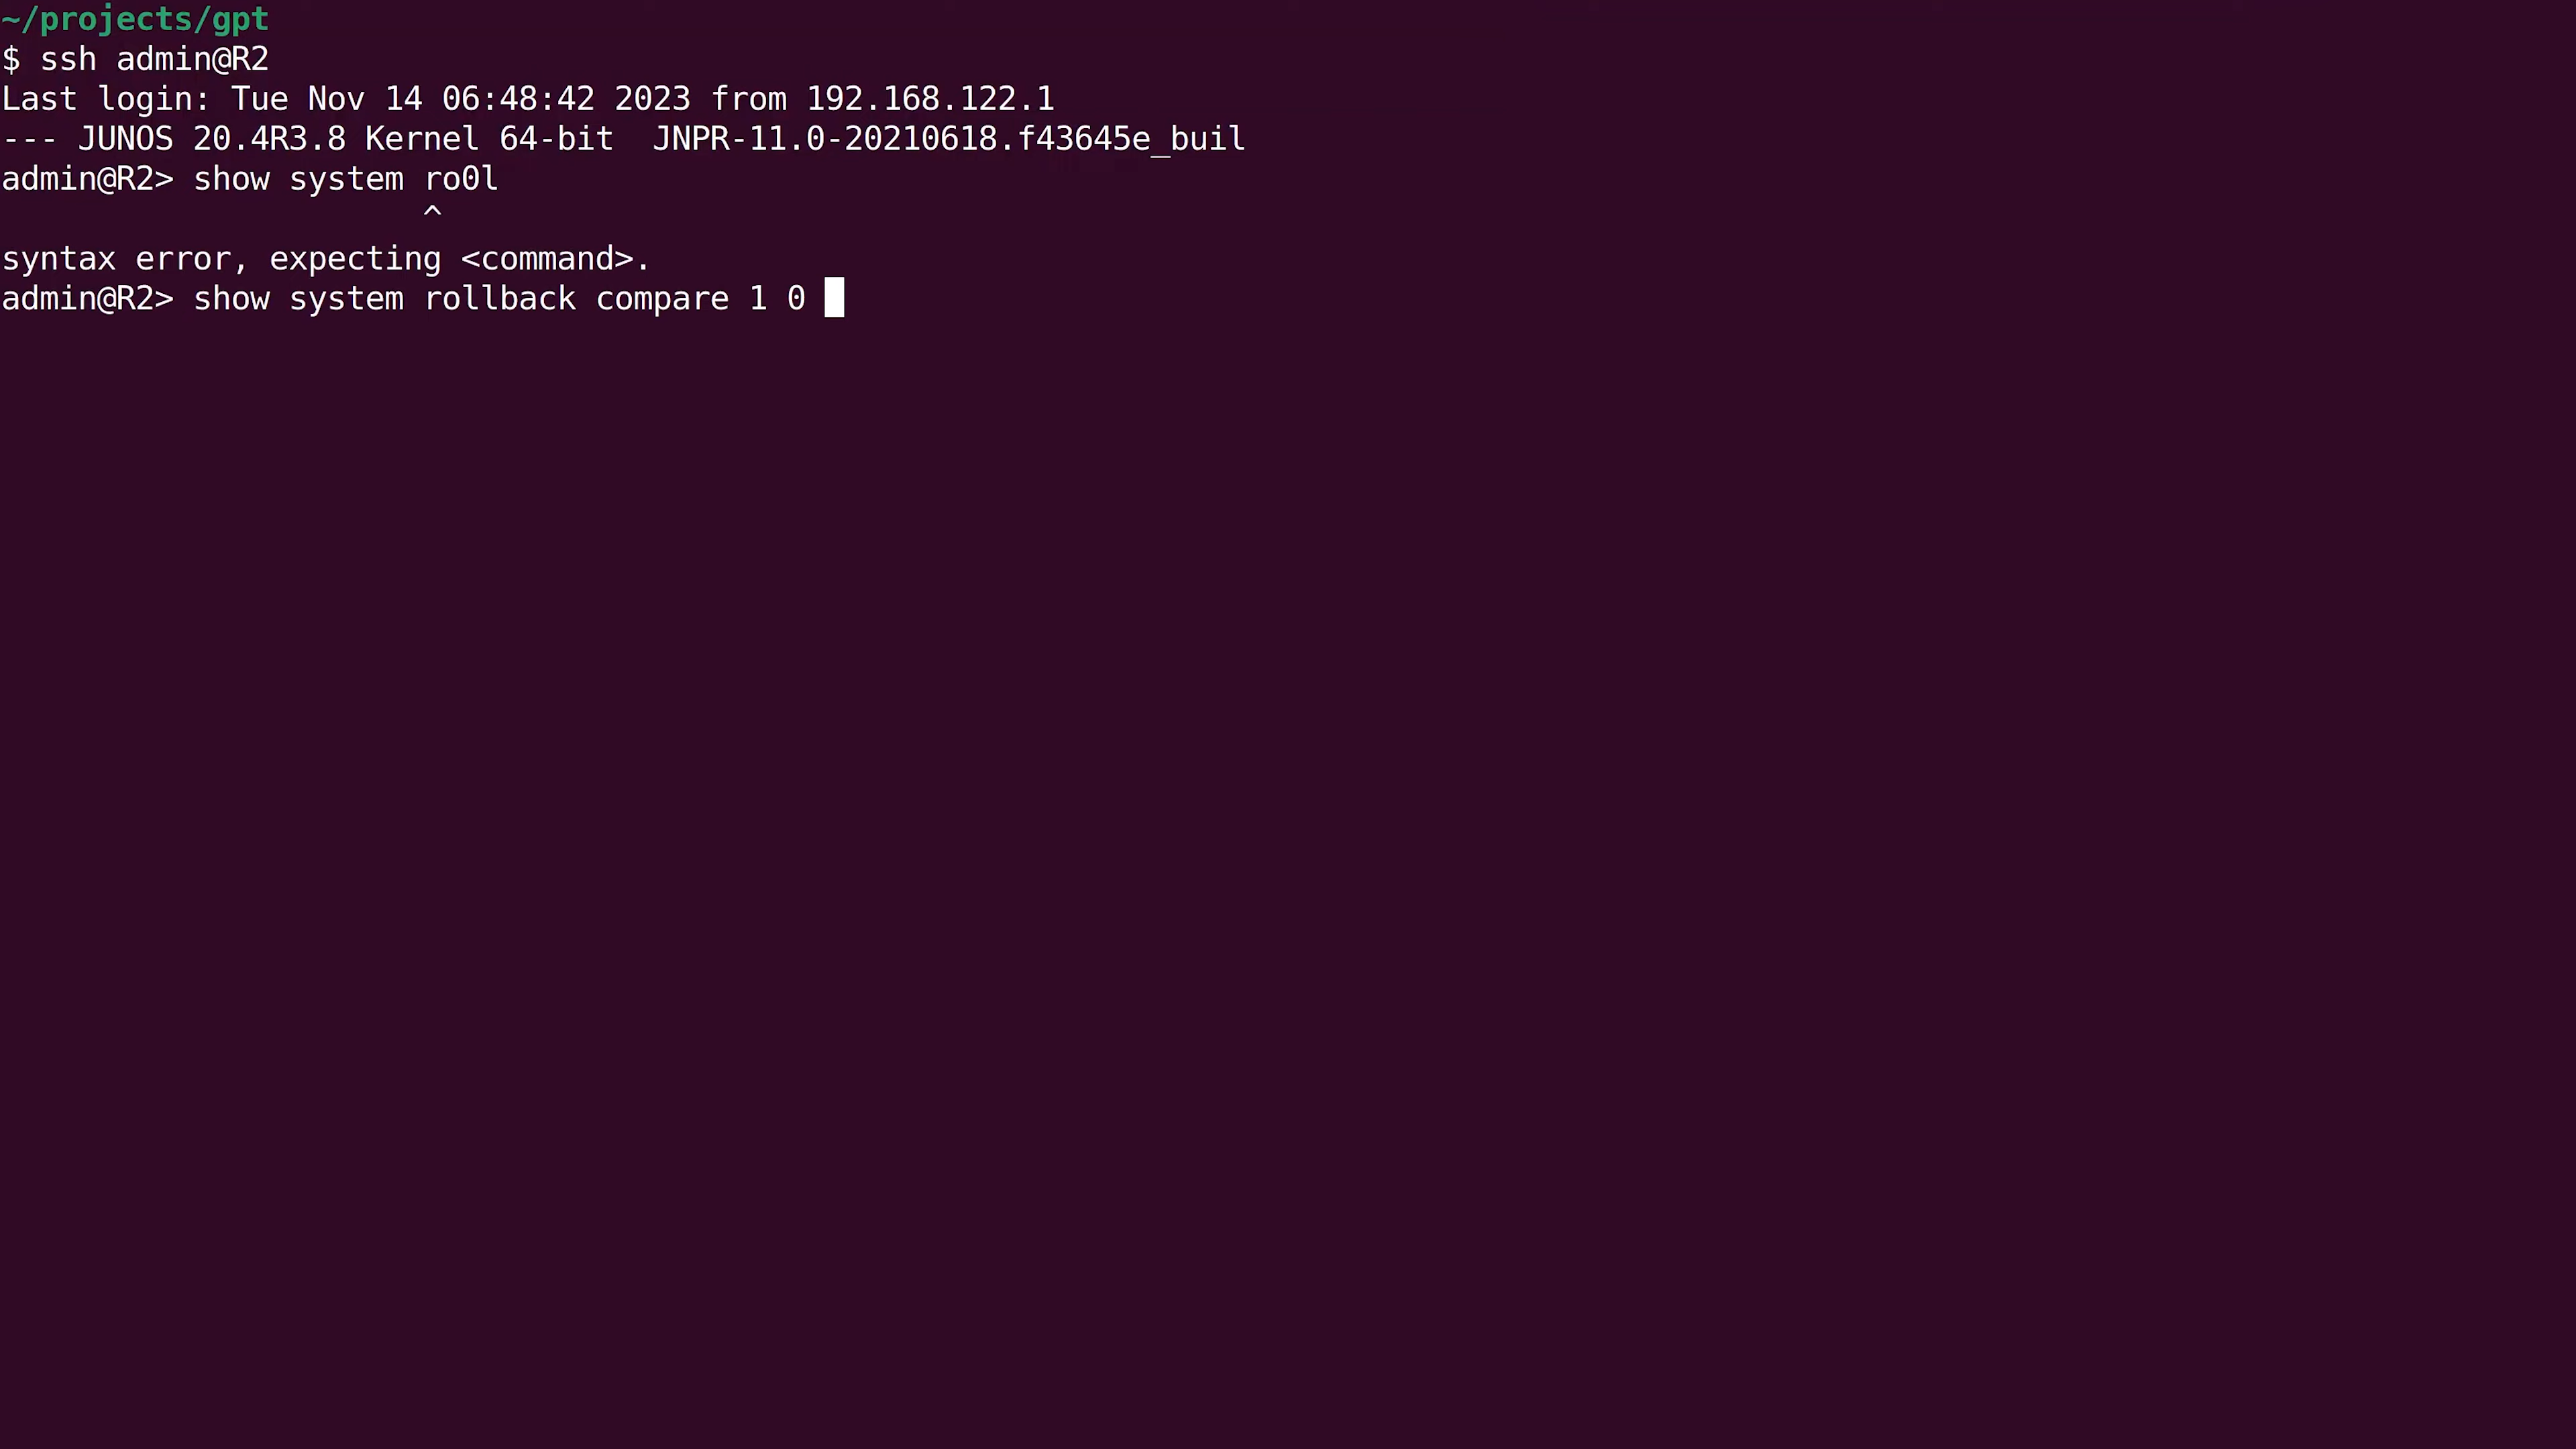 ~/projects/gpt
$ ssh admin@R2
Last login: Tue Nov 14 06:48:42 2023 from 192.168.122.1
--- JUNOS 20.4R3.8 Kernel 64-bit  JNPR-11.0-20210618.f43645e_buil
admin@R2> show system ro0l
                      ^
syntax error, expecting <command>.
admin@R2> show system rollback compare 1 0